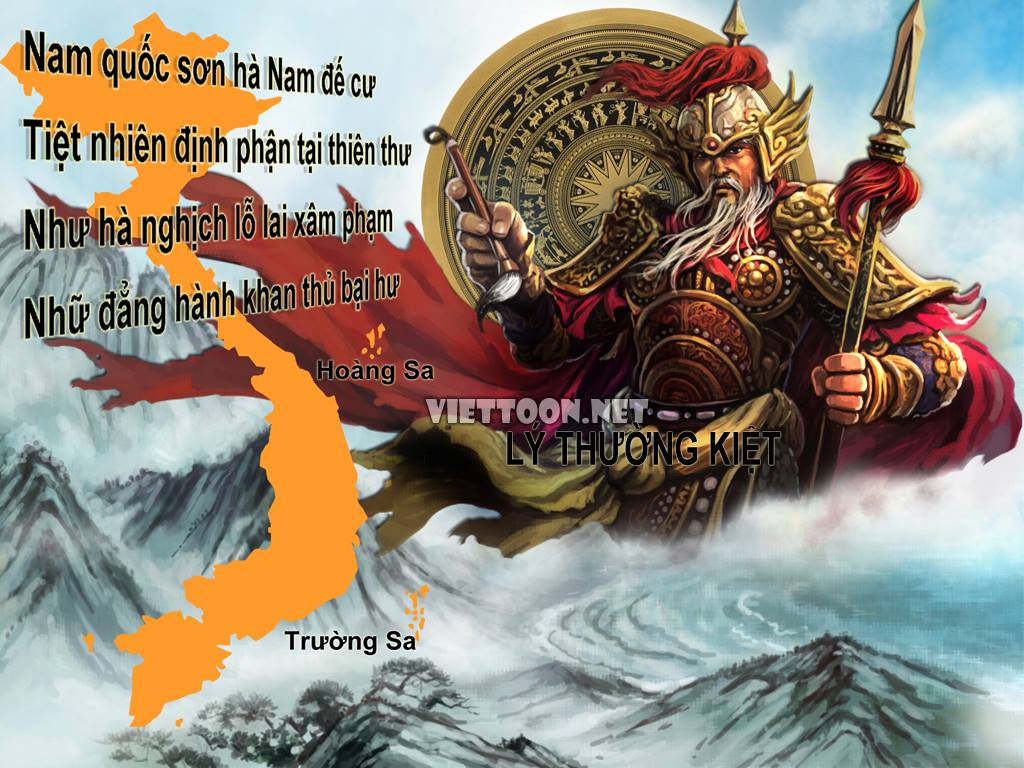 Nam quốc sơn hà Nam đế cư
Tiệt nhiên định phận tại thiên thư
Như hà nghịch lỗ lai xâm phạm
Nhữ đẳng hành khan thủ bại hư
Hoàng Sa
VIETTOON.NET
LÝ THƯỜNG KIỆT
Trường Sa